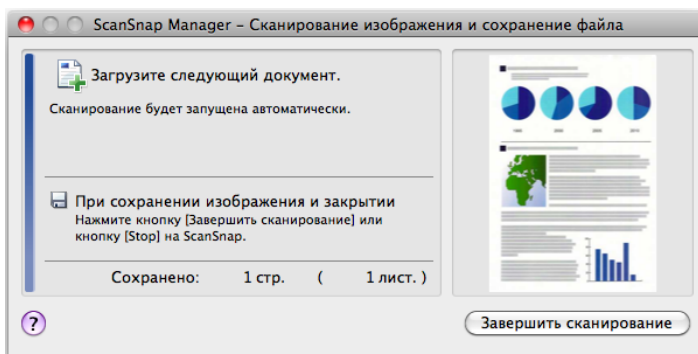 ScanSnap Manager – Сканирование изображения и сохранение файла
Загрузите следующий документ.
Сканирование будет запущена автоматически.
При сохранении изображения и закрытии
Нажмите кнопку [Завершить сканирование] или
кнопку [Stop] на ScanSnap.
Сохранено: 1 стр. ( 1 лист. )
?
Завершить сканирование